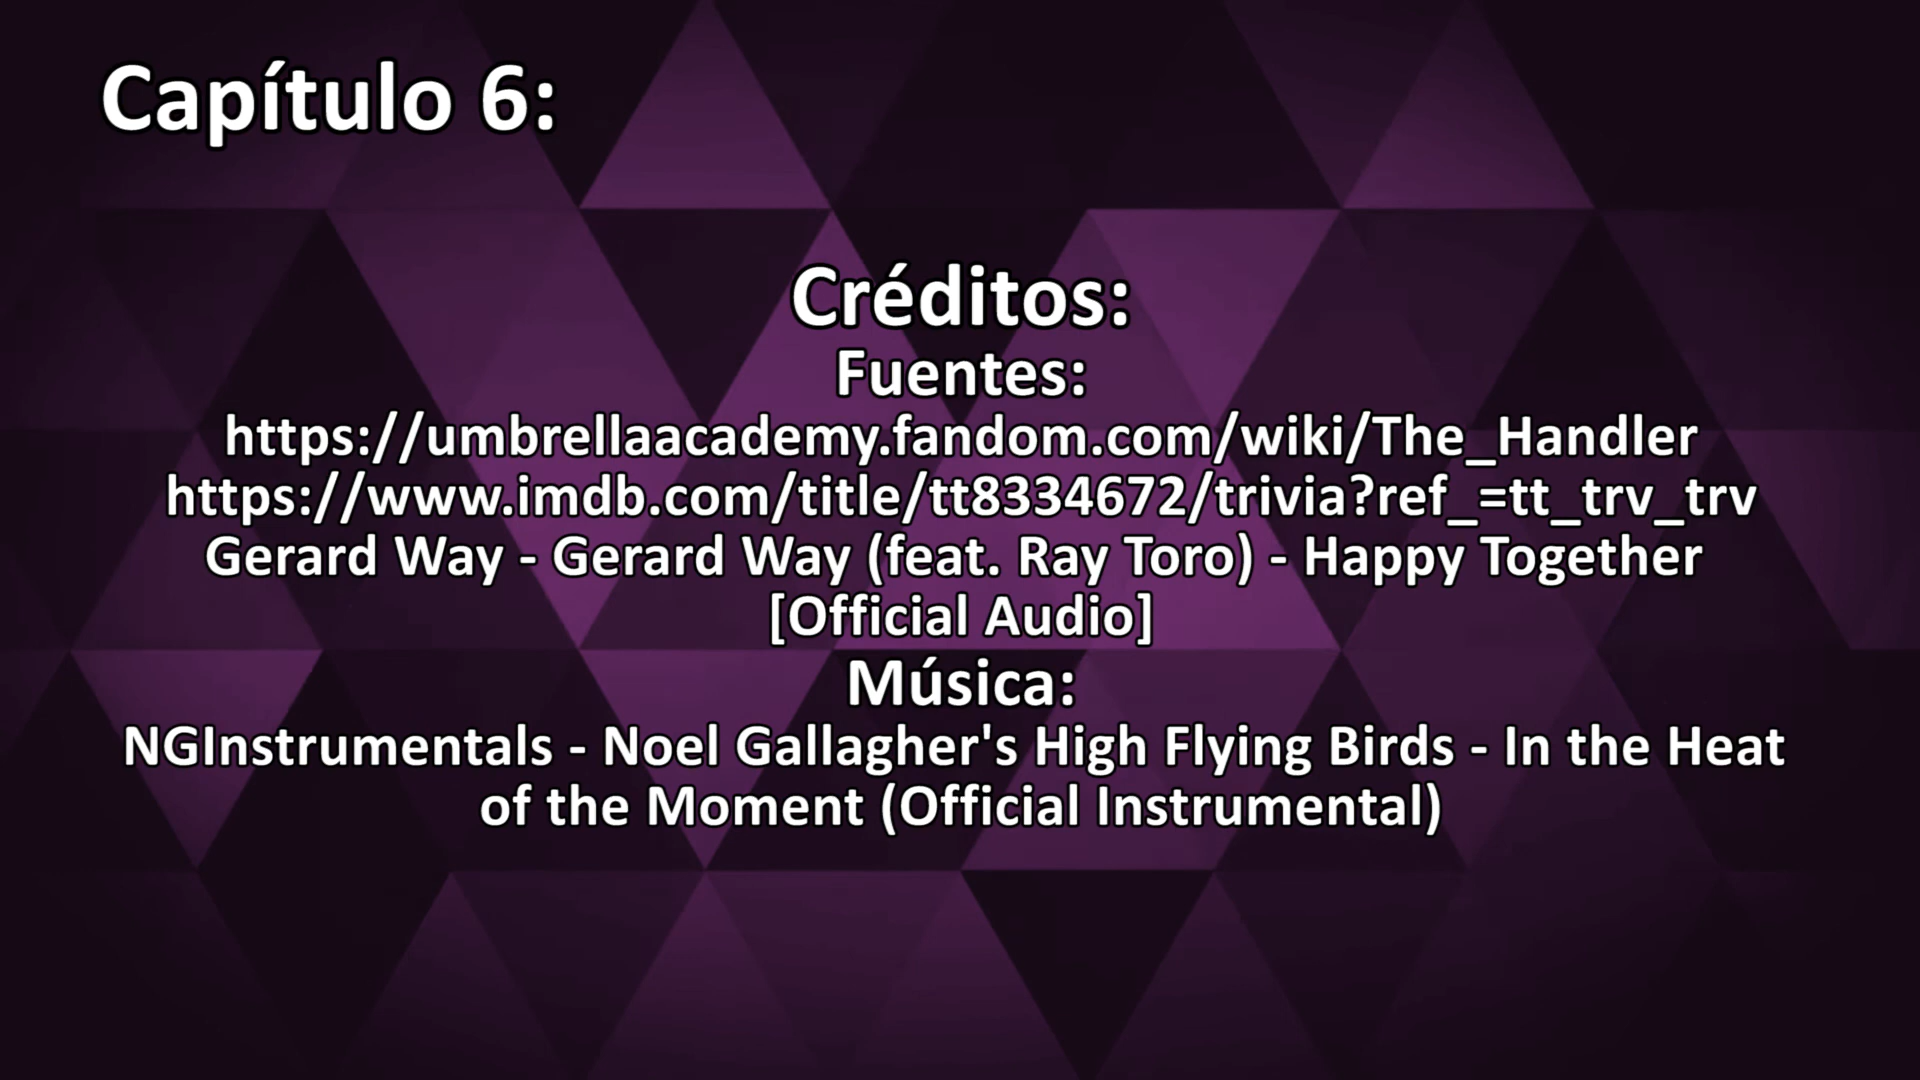 Capítulo 6:
Créditos:
Fuentes:
https://umbrellaacademy.fandom.com/wiki/The_Handler
https://www.imdb.com/title/tt8334672/trivia?ref_=tt_trv_trv
Gerard Way - Gerard Way (feat. Ray Toro) - Happy Together
[Official Audio]
Música:
NGInstrumentals - Noel Gallagher's High Flying Birds - In the Heat
of the Moment (Official Instrumental)